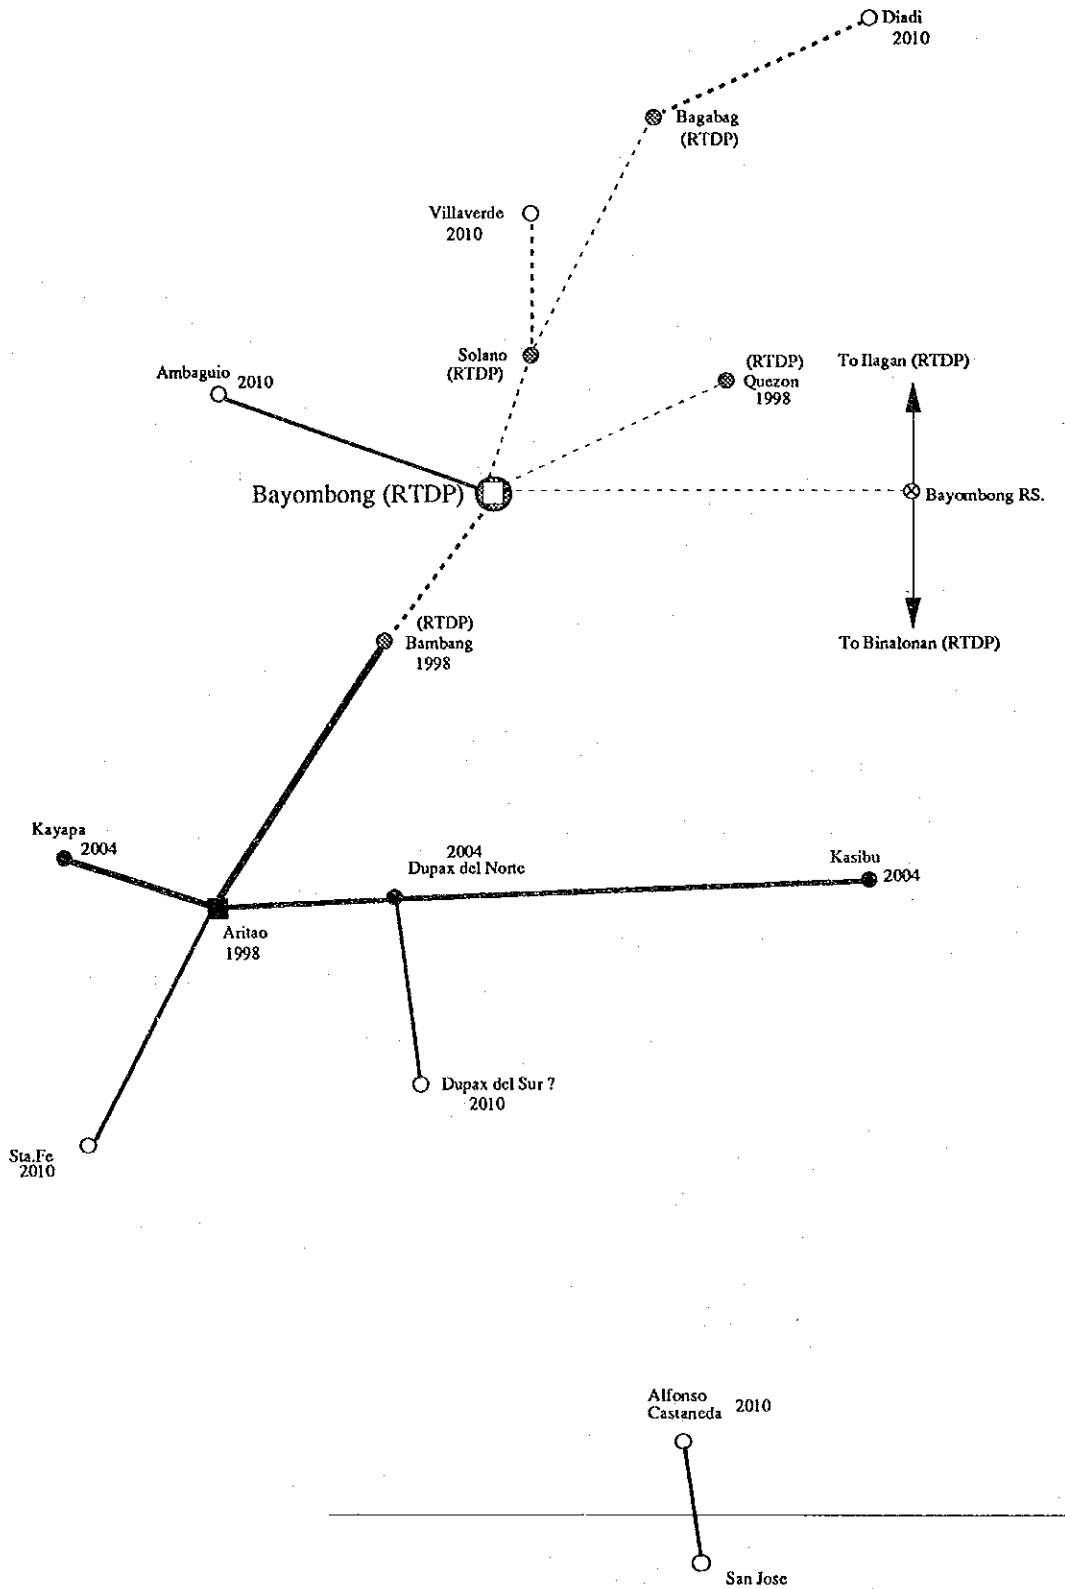 Diadi
2010
Bagabag
(RTDP)
Villaverde
2010
Solano
(RTDP)
(RTDP)
Quezon
1998
To Ilagan (RTDP)
Ambaguio 2010
Bayombong (RTDP)
Bayombong RS.
(RTDP)
Bambang
1998
To Binalonan (RTDP)
Kayapa
2004
2004
Dupax del Norte
Kasibu
2004
Aritao
1998
Dupax del Sur ?
2010
Sta.Fe
2010
Alfonso
Castaneda 2010
San Jose